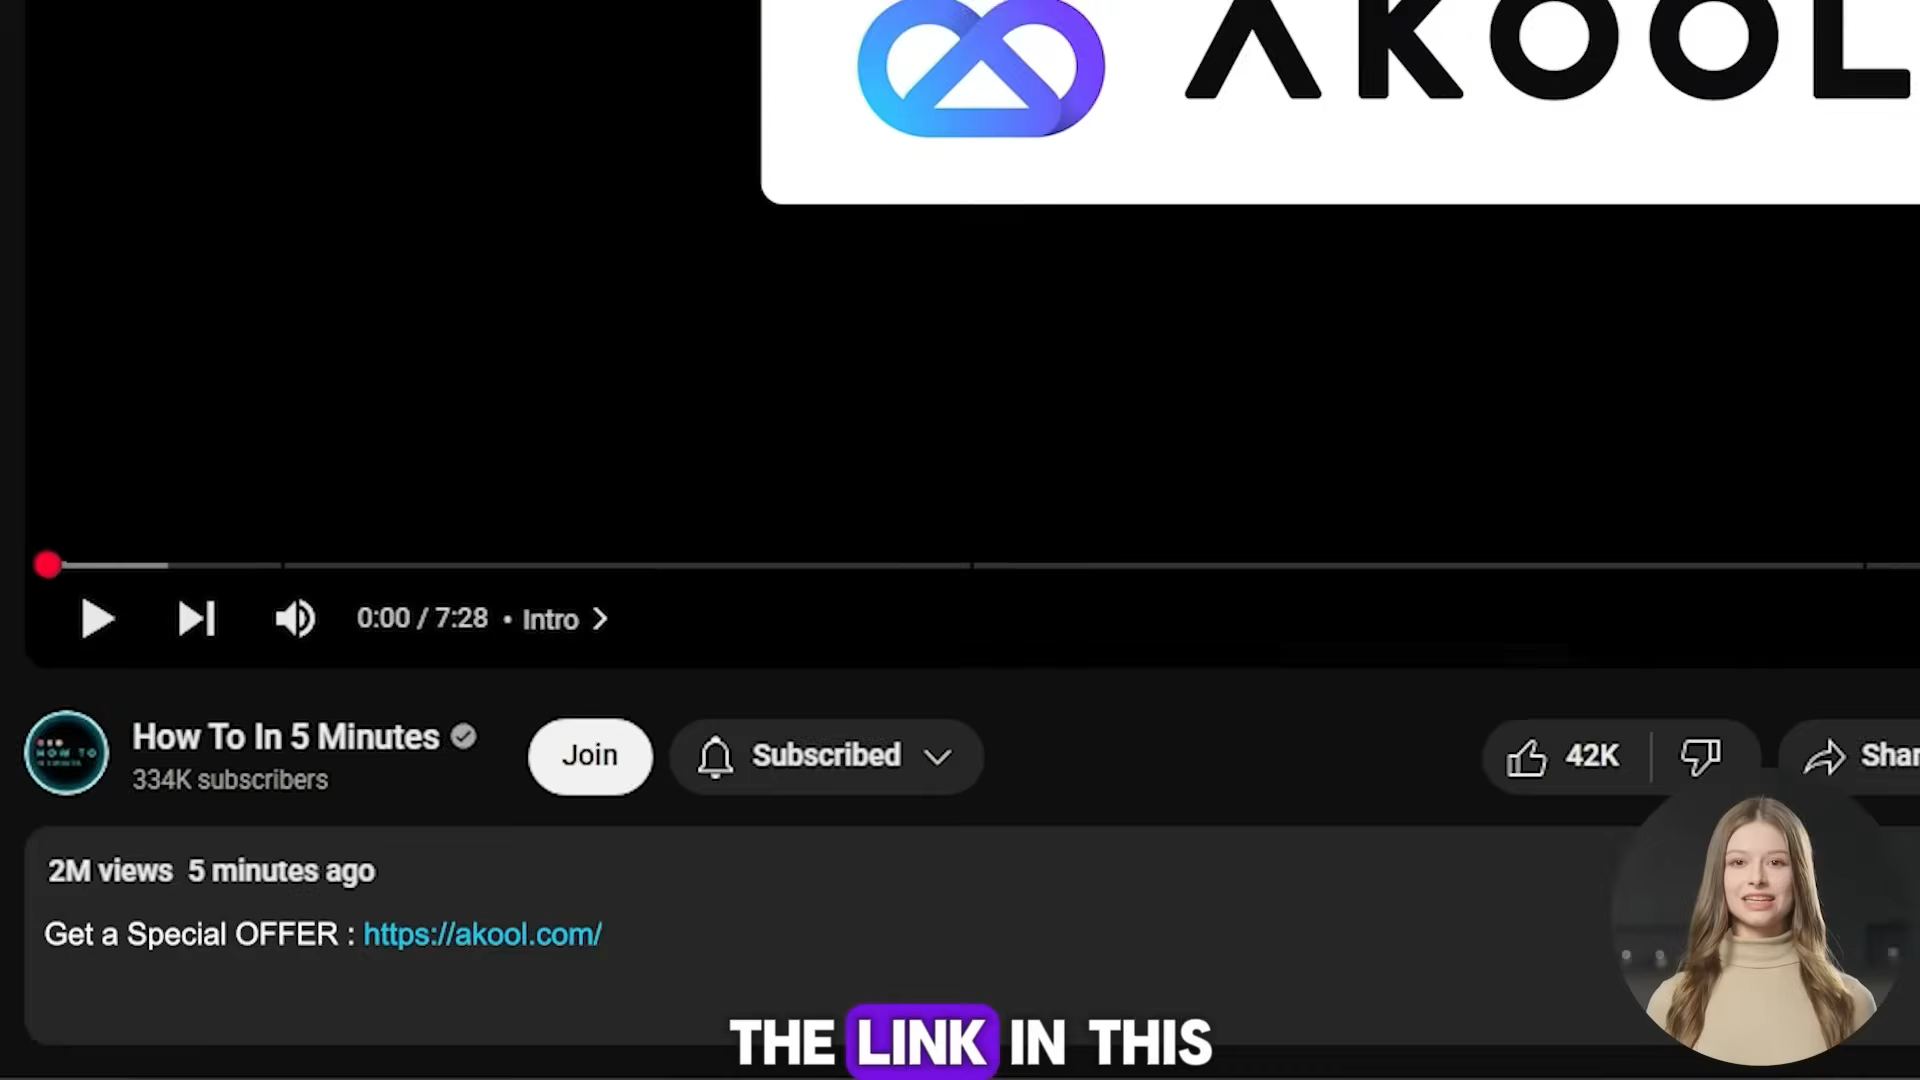 AKOOL
0:00 / 7:28 • Intro
How To In 5 Minutes
334K subscribers
Join
Subscribed
42K
Shar
2M views 5 minutes ago
Get a Special OFFER : https://akool.com/
THE LINK IN THIS